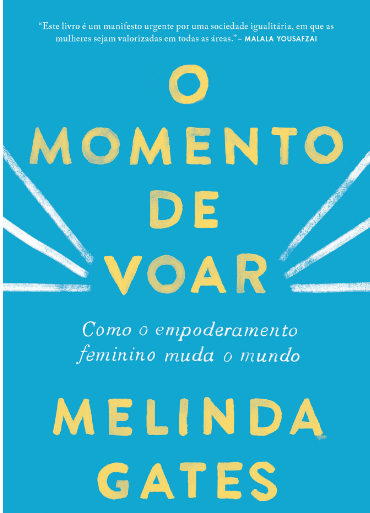 “Este livro é um manifesto urgente por uma sociedade igualitária, em que as
mulheres sejam valorizadas em todas as áreas.” – MALALA YOUSAFZAI
O
MOMENTO
DE
VOAR
Como o empoderamento
feminino muda o mundo
MELINDA
GATES